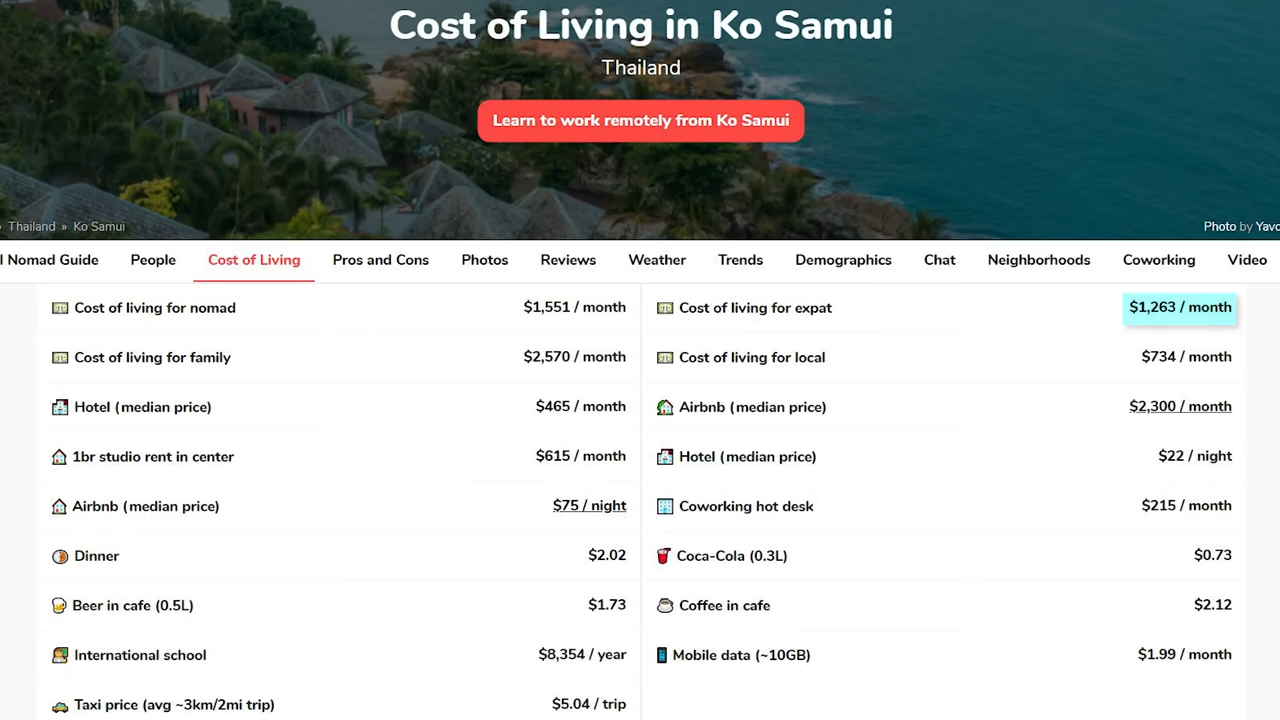 Cost of Living in Ko Samui
Thailand
Learn to work remotely from Ko Samui
Thailand » Ko Samui
Photo by Yavo
l Nomad Guide People Cost of Living Pros and Cons Photos Reviews Weather Trends Demographics Chat Neighborhoods Coworking Video
Cost of living for nomad $1,551 / month
Cost of living for expat $1,263 / month
Cost of living for family $2,570 / month
Cost of living for local $734 / month
Hotel (median price) $465 / month
Airbnb (median price) $2,300 / month
1br studio rent in center $615 / month
Hotel (median price) $22 / night
Airbnb (median price) $75 / night
Coworking hot desk $215 / month
Dinner $2.02
Coca-Cola (0.3L) $0.73
Beer in cafe (0.5L) $1.73
Coffee in cafe $2.12
International school $8,354 / year
Mobile data (~10GB) $1.99 / month
Taxi price (avg ~3km/2mi trip) $5.04 / trip